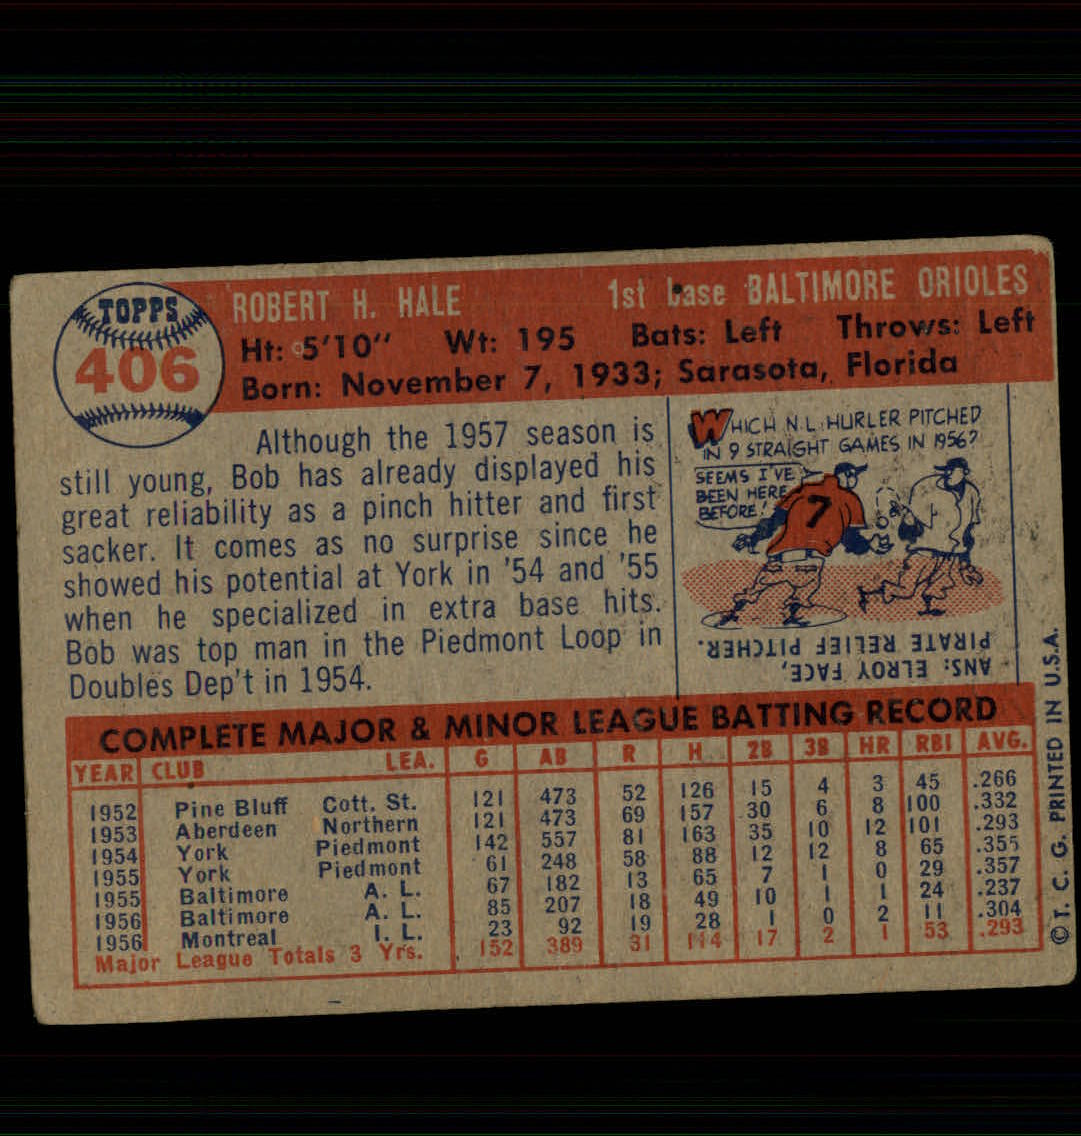 TOPPS
406
ROBERT H. HALE 1st base BALTIMORE ORIOLES
Ht: 5'10" Wt: 195 Bats: Left Throws: Left
Born: November 7, 1933; Sarasota, Florida
Although the 1957 season is
still young, Bob has already displayed his
great reliability as a pinch hitter and first
sacker. It comes as no surprise since he
showed his potential at York in '54 and '55
when he specialized in extra base hits.
Bob was top man in the Piedmont Loop in
Doubles Dep't in 1954.
WHICH N.L. HURLER PITCHED
IN 9 STRAIGHT GAMES IN 1956?
SEEMS I'VE
BEEN HERE
BEFORE!
7
ANS: ELROY FACE,
PIRATE RELIEF PITCHER.
COMPLETE MAJOR & MINOR LEAGUE BATTING RECORD
YEAR CLUB LEA. G AB R H 2B 3B HR RBI AVG.
1952 Pine Bluff Cott. St. 121 473 52 126 15 4 3 45 .266
1953 Aberdeen Northern 121 473 69 157 30 6 8 100 .332
1954 York Piedmont 142 557 81 163 35 10 12 101 .293
1955 York Piedmont 61 248 58 88 12 12 8 65 .355
1955 Baltimore A. L. 67 182 13 65 7 1 0 29 .357
1956 Baltimore A. L. 85 207 18 49 10 1 1 24 .237
1956 Montreal I. L. 23 92 19 28 1 0 2 11 .304
Major League Totals 3 Yrs. 152 389 31 114 17 2 1 53 .293
©T. C. G. PRINTED IN U.S.A.